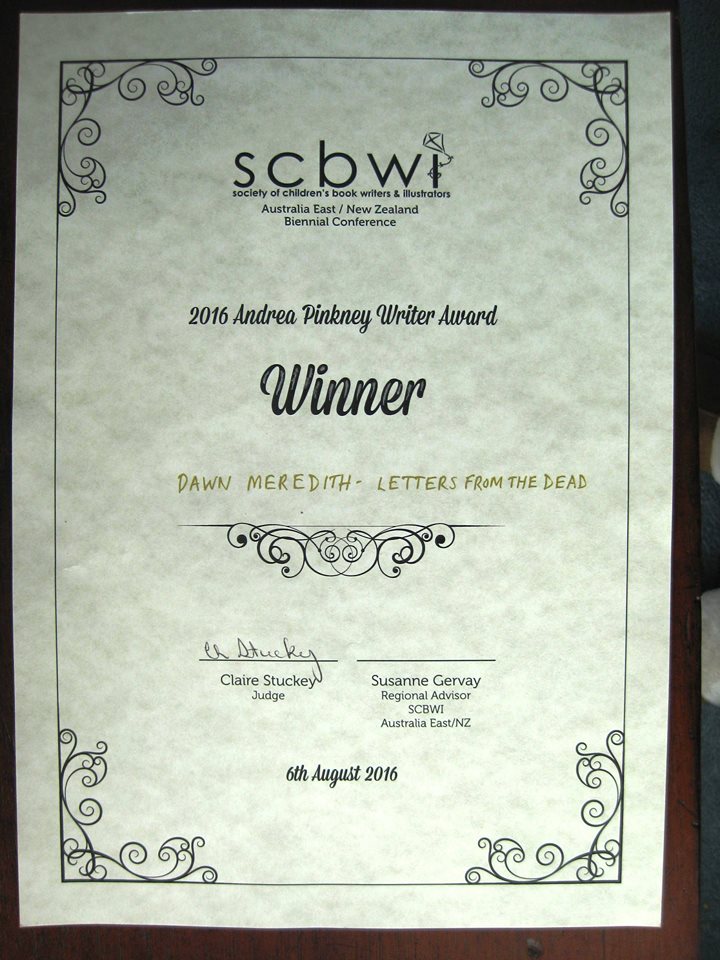 scbwi
society of children's book writers & illustrators
Australia East / New Zealand
Biennial Conference
2016 Andrea Pinkney Writer Award
Winner
DAWN MEREDITH - LETTERS FROM THE DEAD
Cl Stuckey
Claire Stuckey
Judge
Susanne Gervay
Regional Advisor
SCBWI
Australia East/NZ
6th August 2016